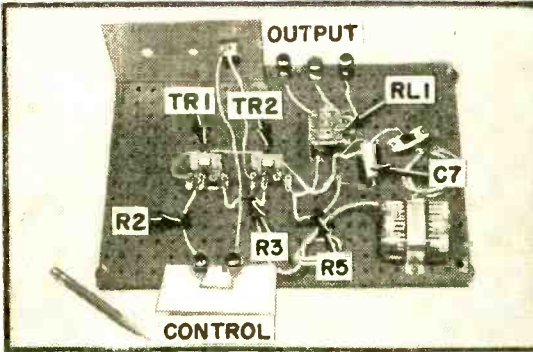 OUTPUT
TR1
TR2
RL1
C7
R2
R3
R5
CONTROL